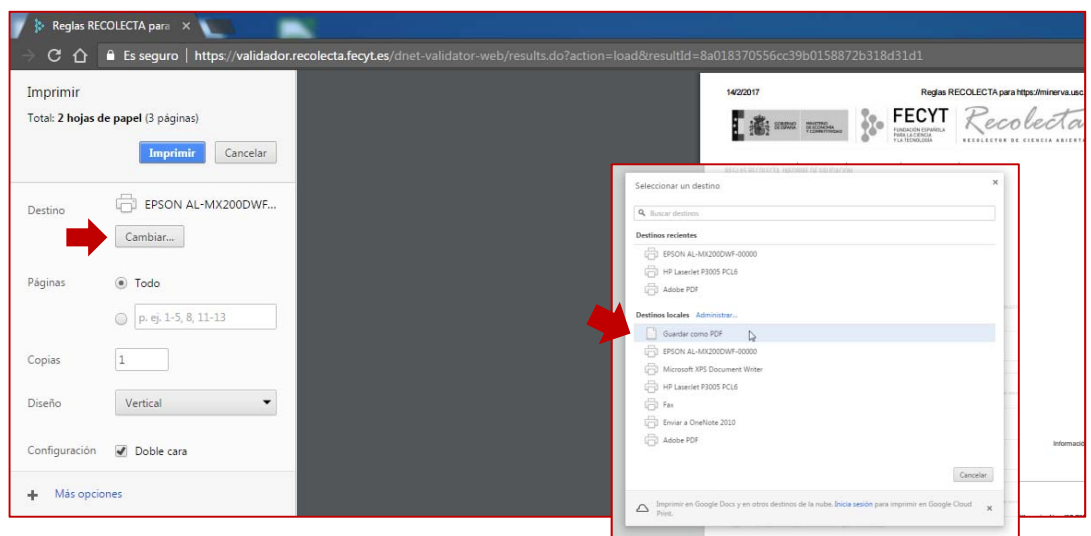 Reglas RECOLECTA para
Es seguro | https://validador.recolecta.fecyt.es/dnet-validator-web/results.do?action=load&resultId=8a018370556cc39b0158872b318d31d1
Imprimir
Total: 2 hojas de papel (3 páginas)
Imprimir
Cancelar
Destino
EPSON AL-MX200DWF...
Cambiar...
Páginas
Todo
p. ej. 1-5, 8, 11-13
Copias
1
Diseño
Vertical
Configuración
Doble cara
Más opciones
14/2/2017
Reglas RECOLECTA para https://minerva.usc.
GOBIERNO DE ESPAÑA
MINISTERIO DE ECONOMÍA Y COMPETITIVIDAD
FECYT
FUNDACIÓN ESPAÑOLA
PARA LA CIENCIA
Y LA TECNOLOGÍA
Recolecta
RECOLECTOR DE CIENCIA ABIERTA
Seleccionar un destino
Buscar destinos
Destinos recientes
EPSON AL-MX200DWF-00000
HP LaserJet P3005 PCL6
Adobe PDF
Destinos locales Administrar...
Guardar como PDF
EPSON AL-MX200DWF-00000
Microsoft XPS Document Writer
HP LaserJet P3005 PCL6
Fax
Enviar a OneNote 2010
Adobe PDF
Cancelar
Imprimir en Google Docs y en otros destinos de la nube. Inicia sesión para imprimir en Google Cloud
Print.
Informació